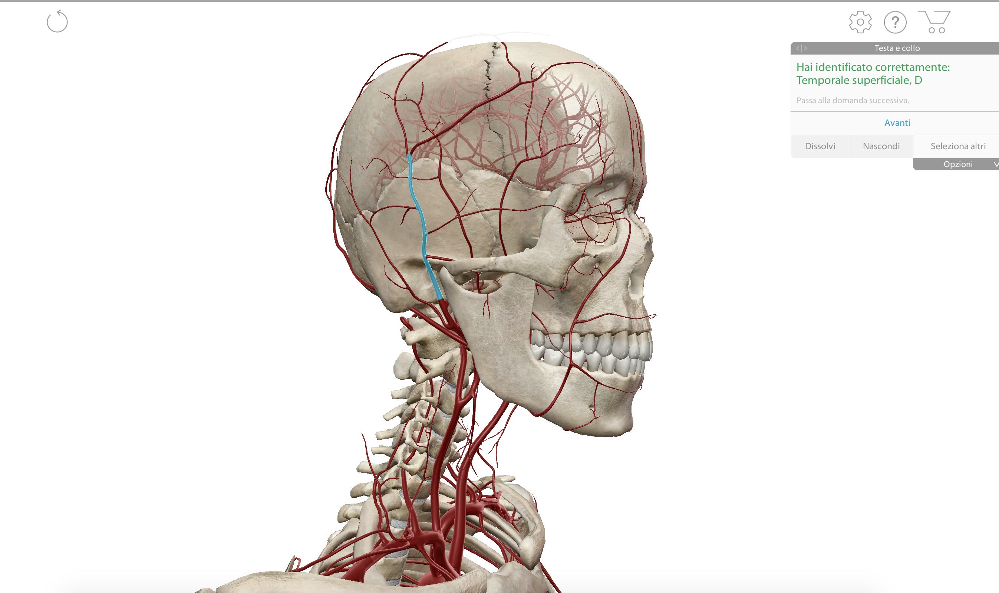 ?
Testa e collo
Hai identificato correttamente:
Temporale superficiale, D
Passa alla domanda successiva.
Avanti
Dissolvi Nascondi Seleziona altri
Opzioni